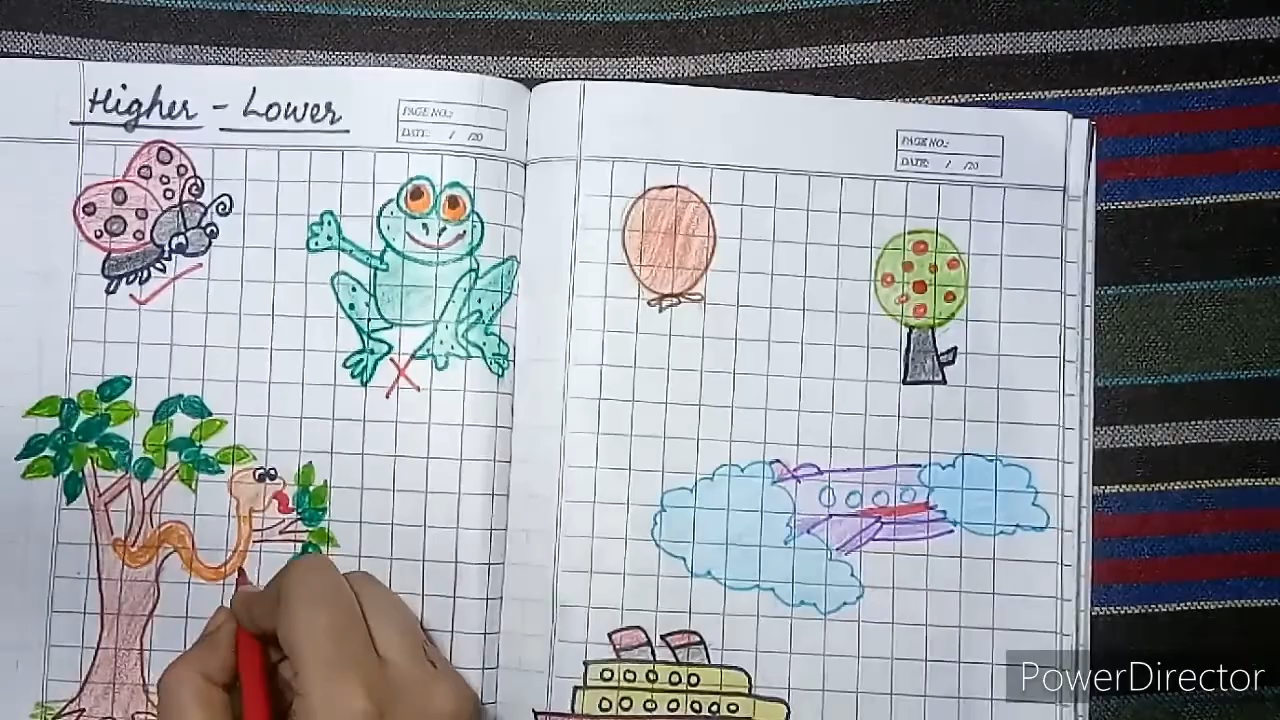 Higher - Lower
PAGE NO.:
DATE: / /20
PAGE NO.:
DATE: / /20
PowerDirector